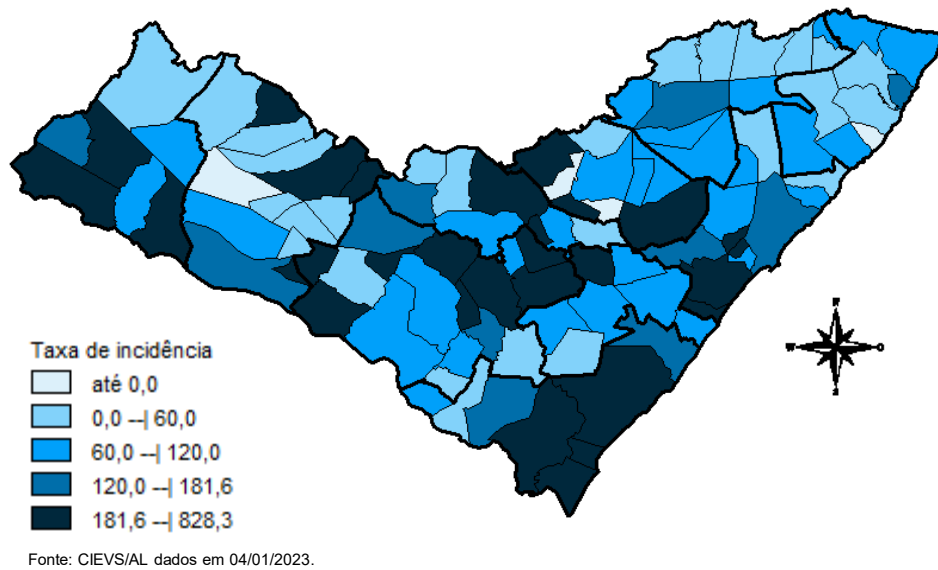 Taxa de incidência
até 0,0
0,0 --| 60,0
60,0 --| 120,0
120,0 --| 181,6
181,6 --| 828,3
Fonte: CIEVS/AL dados em 04/01/2023.